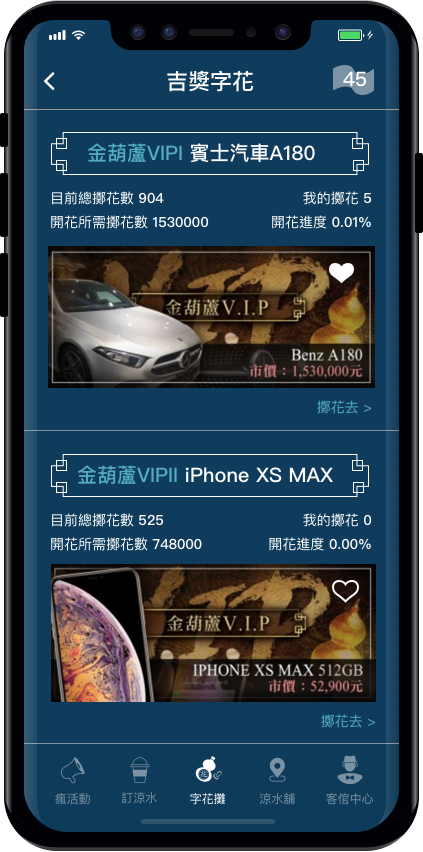 吉獎字花
45
金葫蘆VIPI 賓士汽車A180
目前總擲花數 904
我的擲花 5
開花所需擲花數 1530000
開花進度 0.01%
金葫蘆V.I.P
Benz A180
市價：1,530,000元
擲花去 >
金葫蘆VIPII iPhone XS MAX
目前總擲花數 525
我的擲花 0
開花所需擲花數 748000
開花進度 0.00%
金葫蘆V.I.P
IPHONE XS MAX 512GB
市價：52,900元
擲花去 >
瘋活動
訂涼水
字花攤
涼水舖
客倌中心